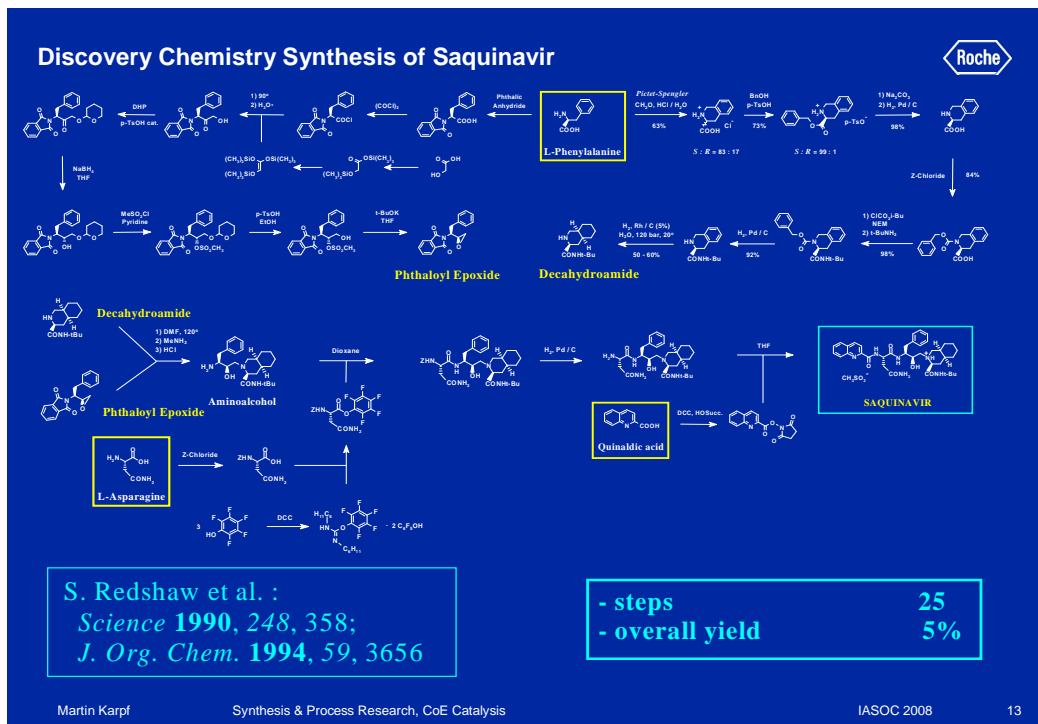 Discovery Chemistry Synthesis of Saquinavir
Roche
DHP
p-TsOH cat.
1) 90°
2) H₂O·
(COCl)₂
Phthalic
Anhydride
L-Phenylalanine
Pictet-Spengler
CH₂O, HCl / H₂O
63%
S : R = 83 : 17
BnOH
p-TsOH
73%
p-TsO⁻
S : R = 99 : 1
1) Na₂CO₃
2) H₂, Pd / C
98%
NaBH₄
THF
Z-Chloride
84%
MeSO₂Cl
Pyridine
p-TsOH
EtOH
t-BuOK
THF
Phthaloyl Epoxide
Decahydroamide
H₂, Rh / C (5%)
H₂O, 120 bar, 20°
50 - 60%
H₂, Pd / C
92%
1) ClCO₂i-Bu
NEM
2) t-BuNH₂
98%
Decahydroamide
1) DMF, 120°
2) MeNH₂
3) HCl
Phthaloyl Epoxide
Aminoalcohol
Dioxane
H₂, Pd / C
THF
CH₃SO₃⁻
SAQUINAVIR
Quinaldic acid
DCC, HOSucc.
L-Asparagine
Z-Chloride
3
DCC
· 2 C₆F₅OH
S. Redshaw et al. :
Science 1990, 248, 358;
J. Org. Chem. 1994, 59, 3656
- steps 25
- overall yield 5%
Martin Karpf Synthesis & Process Research, CoE Catalysis IASOC 2008 13